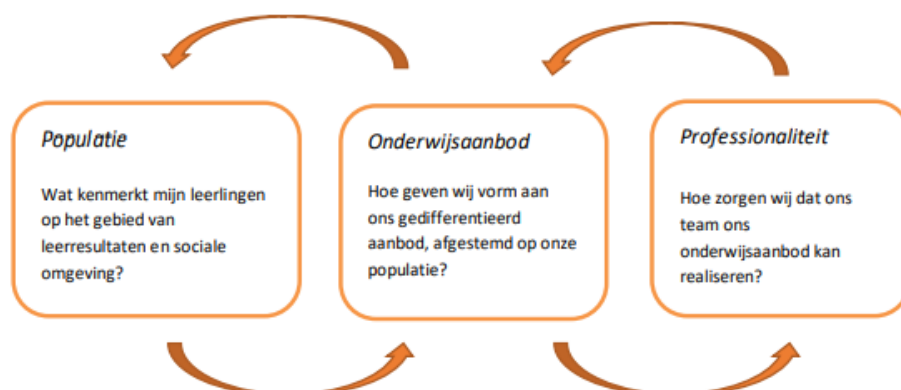 Populatie
Wat kenmerkt mijn leerlingen
op het gebied van
leerresultaten en sociale
omgeving?
Onderwijsaanbod
Hoe geven wij vorm aan
ons gedifferentieerd
aanbod, afgestemd op onze
populatie?
Professionaliteit
Hoe zorgen wij dat ons
team ons
onderwijsaanbod kan
realiseren?